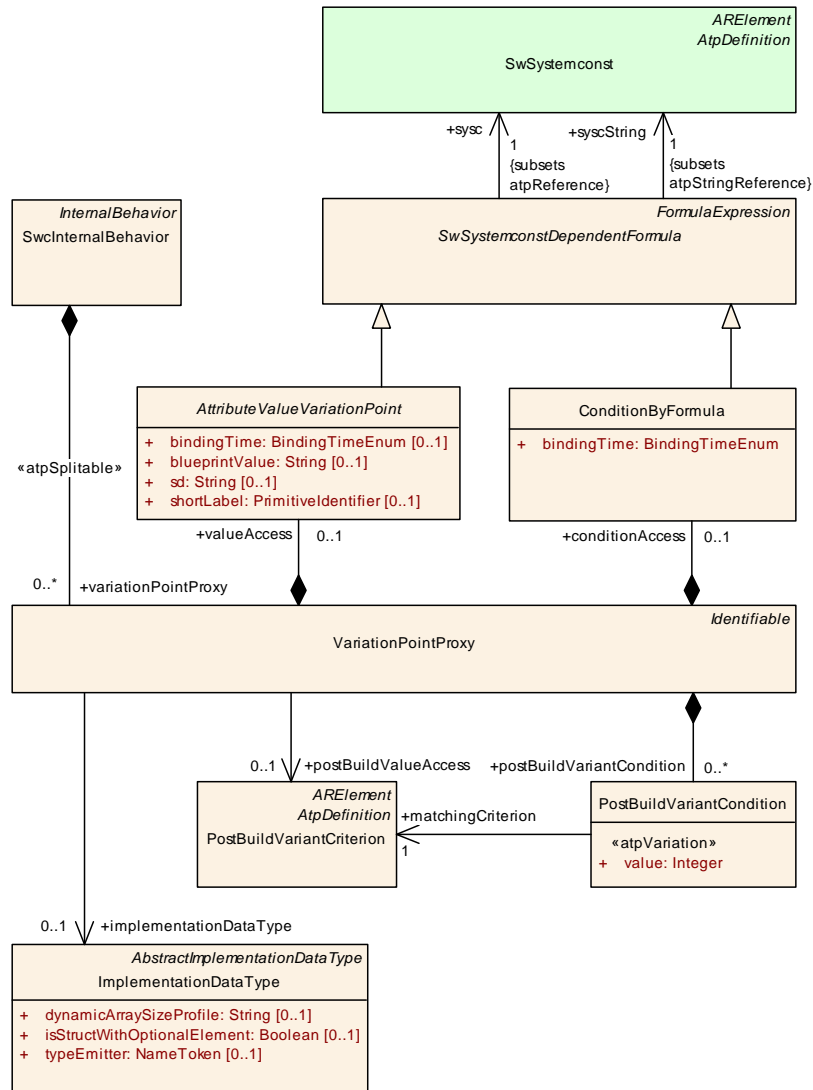 ARElement
AtpDefinition
SwSystemconst
+sysc
1
{subsets
atpReference}
+syscString
1
{subsets
atpStringReference}
InternalBehavior
SwcInternalBehavior
FormulaExpression
SwSystemconstDependentFormula
AttributeValueVariationPoint
+ bindingTime: BindingTimeEnum [0..1]
+ blueprintValue: String [0..1]
+ sd: String [0..1]
+ shortLabel: PrimitiveIdentifier [0..1]
ConditionByFormula
+ bindingTime: BindingTimeEnum
«atpSplitable»
+valueAccess
0..1
+conditionAccess
0..1
0..*
+variationPointProxy
Identifiable
VariationPointProxy
0..1
+postBuildValueAccess
+postBuildVariantCondition
0..*
ARElement
AtpDefinition
PostBuildVariantCriterion
+matchingCriterion
1
PostBuildVariantCondition
«atpVariation»
+ value: Integer
0..1
+implementationDataType
AbstractImplementationDataType
ImplementationDataType
+ dynamicArraySizeProfile: String [0..1]
+ isStructWithOptionalElement: Boolean [0..1]
+ typeEmitter: NameToken [0..1]